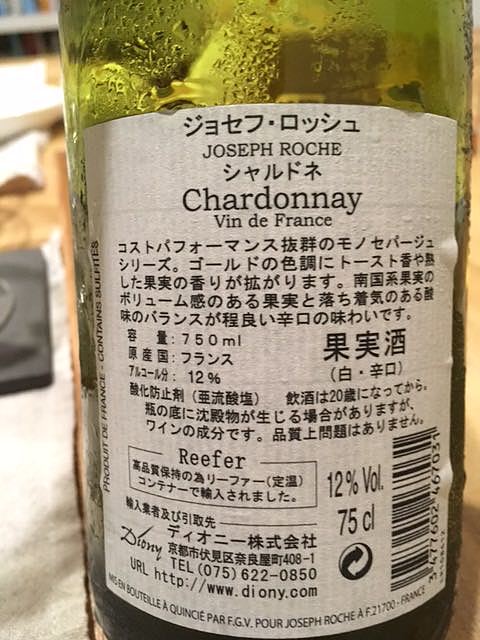 ジョセフ・ロッシュ
JOSEPH ROCHE
シャルドネ
Chardonnay
Vin de France
コストパフォーマンス抜群のモノセパージュ
シリーズ。ゴールドの色調にトースト香や熟
した果実の香りが拡がります。南国系果実の
ボリューム感のある果実と落ち着気のある酸
味のバランスが程良い辛口の味わいです。
容量:750ml
原産国:フランス
アルコール分:12%
果実酒
(白・辛口)
酸化防止剤(亜流酸塩) 飲酒は20歳になってから。
瓶の底に沈殿物が生じる場合がありますが、
ワインの成分です。品質上問題はありません。
Reefer
高品質保持の為リーファー(定温)
コンテナーで輸入されました。
輸入業者及び引取先
ディオニー株式会社
Diony 京都市伏見区奈良屋町408-1
TEL(075)622-0850
URL http://www.diony.com
12% Vol.
75 cl
3 477602 467031
MIS EN BOUTEILLE À QUINCIÉ PAR F.G.V. POUR JOSEPH ROCHE À F.21700 - FRANCE
PRODUIT DE FRANCE - CONTAINS SULFITES